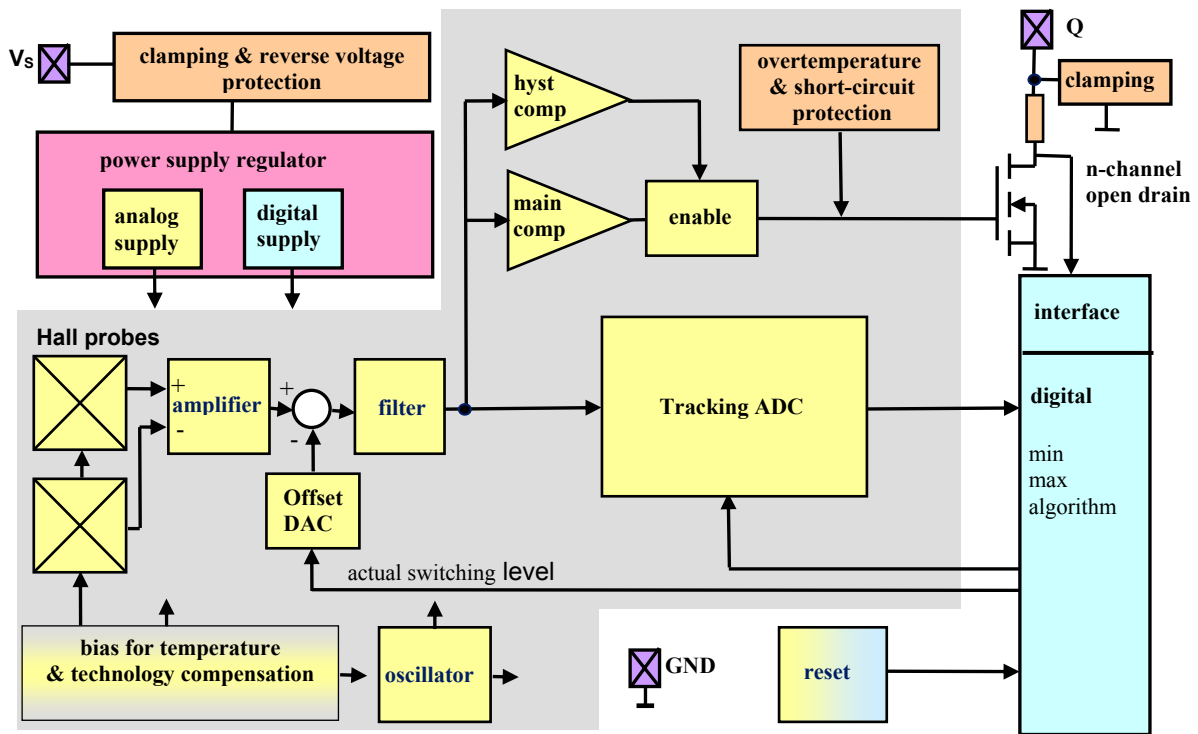 V_S
clamping & reverse voltage
protection
power supply regulator
analog
supply
digital
supply
hyst
comp
main
comp
enable
overtemperature
& short-circuit
protection
Q
clamping
n-channel
open drain
interface
digital
min
max
algorithm
Hall probes
+
amplifier
-
+
-
filter
Tracking ADC
Offset
DAC
actual switching level
bias for temperature
& technology compensation
oscillator
GND
reset